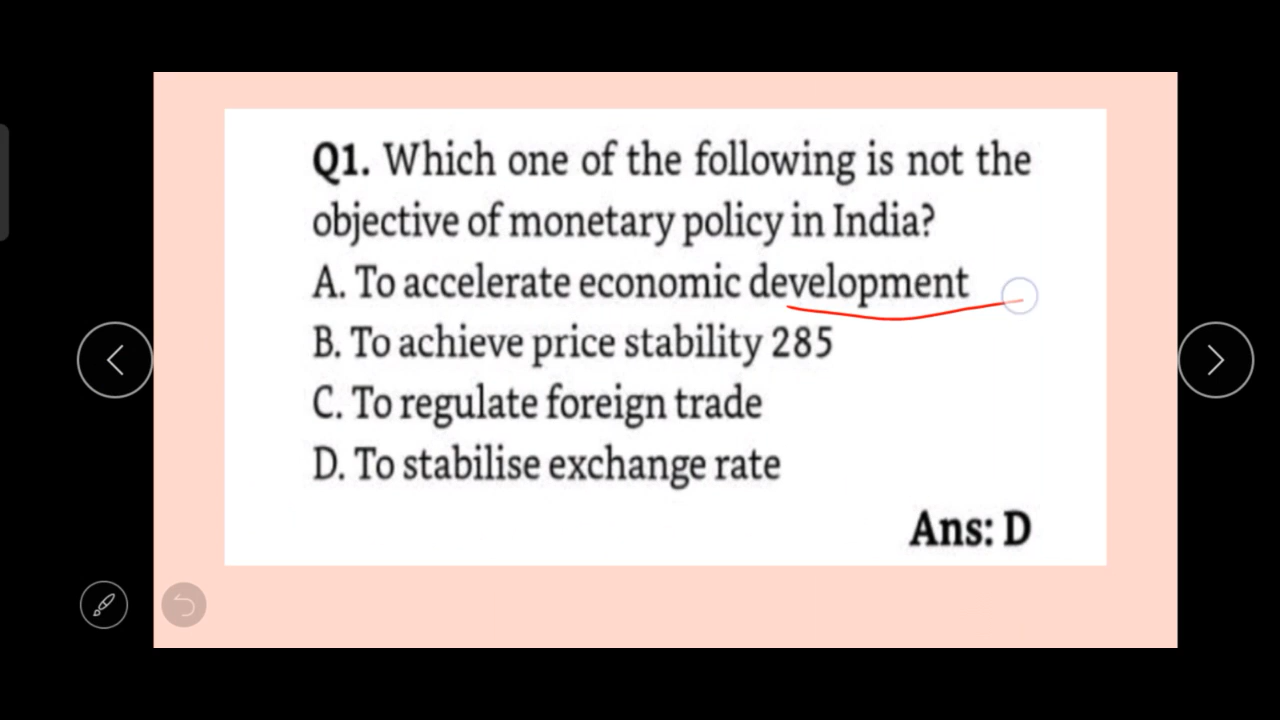 Q1. Which one of the following is not the
objective of monetary policy in India?
A. To accelerate economic development
B. To achieve price stability 285
C. To regulate foreign trade
D. To stabilise exchange rate
Ans: D